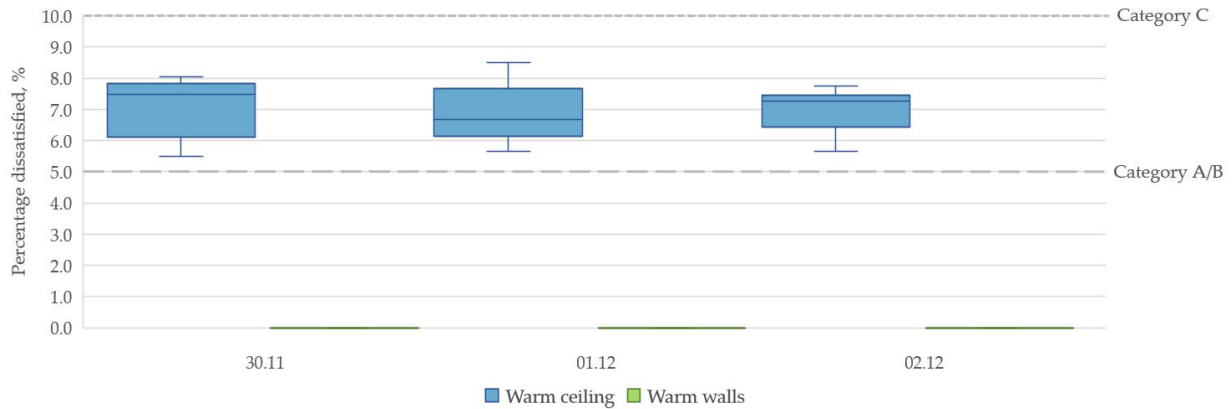 10.0
Category C
9.0
8.0
7.0
6.0
5.0
Category A/B
4.0
3.0
2.0
1.0
0.0
Percentage dissatisfied, %
30.11
01.12
02.12
Warm ceiling
Warm walls